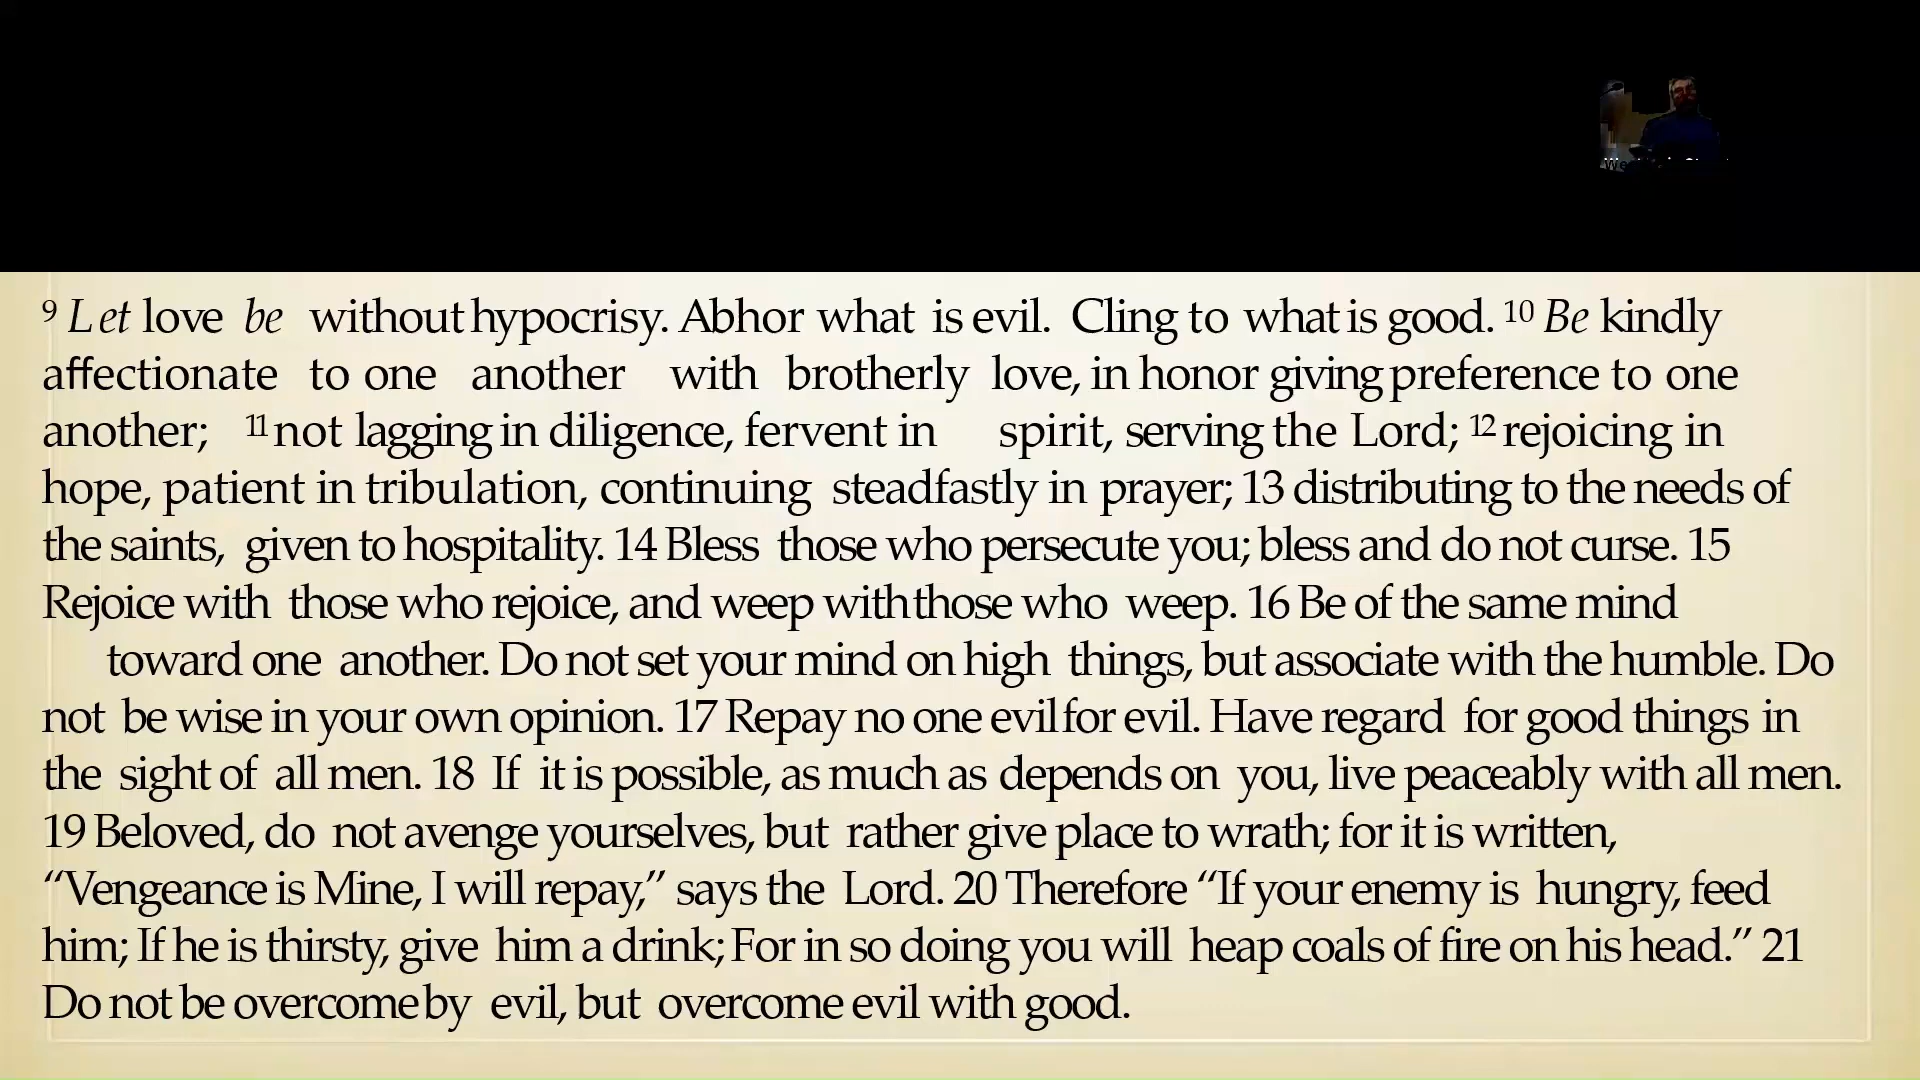 9 Let love be without hypocrisy. Abhor what is evil. Cling to what is good. 10 Be kindly
affectionate to one another with brotherly love, in honor giving preference to one
another; 11 not lagging in diligence, fervent in spirit, serving the Lord; 12 rejoicing in
hope, patient in tribulation, continuing steadfastly in prayer; 13 distributing to the needs of
the saints, given to hospitality. 14 Bless those who persecute you; bless and do not curse. 15
Rejoice with those who rejoice, and weep with those who weep. 16 Be of the same mind
toward one another. Do not set your mind on high things, but associate with the humble. Do
not be wise in your own opinion. 17 Repay no one evil for evil. Have regard for good things in
the sight of all men. 18 If it is possible, as much as depends on you, live peaceably with all men.
19 Beloved, do not avenge yourselves, but rather give place to wrath; for it is written,
“Vengeance is Mine, I will repay,” says the Lord. 20 Therefore “If your enemy is hungry, feed
him; If he is thirsty, give him a drink; For in so doing you will heap coals of fire on his head.” 21
Do not be overcome by evil, but overcome evil with good.